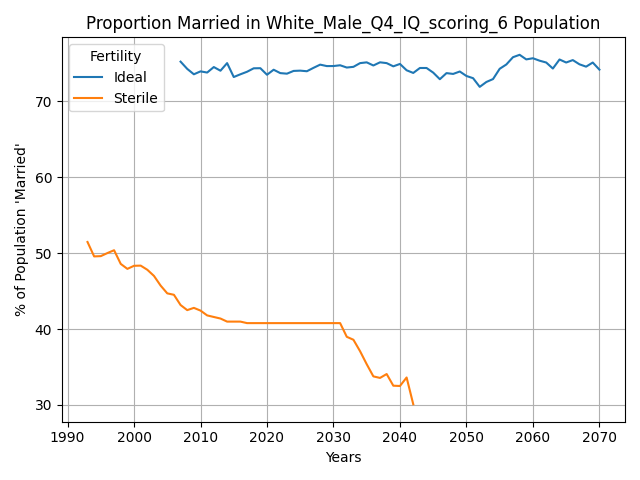 Proportion Married in White_Male_Q4_IQ_scoring_6 Population
Fertility
Ideal
Sterile
% of Population 'Married'
70
60
50
40
30
1990
2000
2010
2020
2030
2040
2050
2060
2070
Years